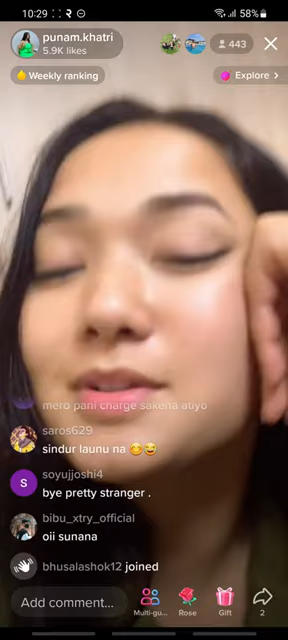 10:29
58%
punam.khatri
5.9K likes
443
Weekly ranking
Explore >
mero pani charge sakena atiyo
saros629
sindur launu na 😊😂
S
soyujjoshi4
bye pretty stranger .
bibu_xtry_official
oii sunana
bhusalashok12 joined
Add comment...
Multi-gu...
Rose
Gift
2